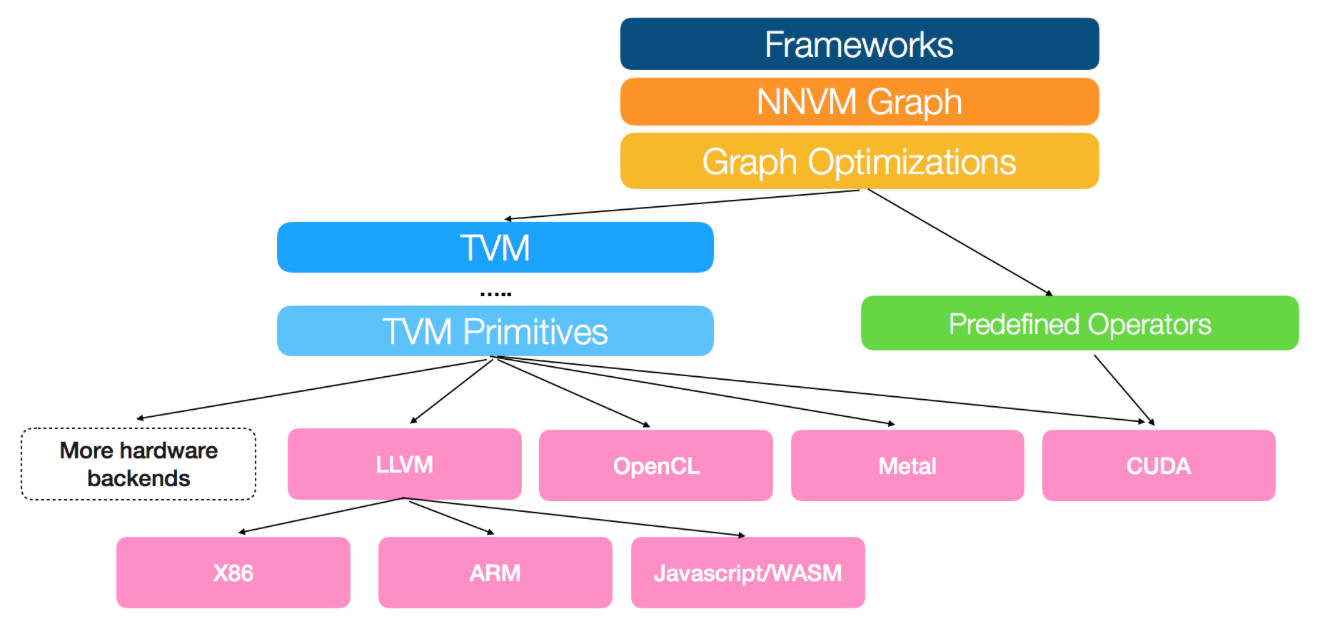 Frameworks
NNVM Graph
Graph Optimizations
TVM
.....
TVM Primitives
Predefined Operators
More hardware
backends
LLVM
OpenCL
Metal
CUDA
X86
ARM
Javascript/WASM